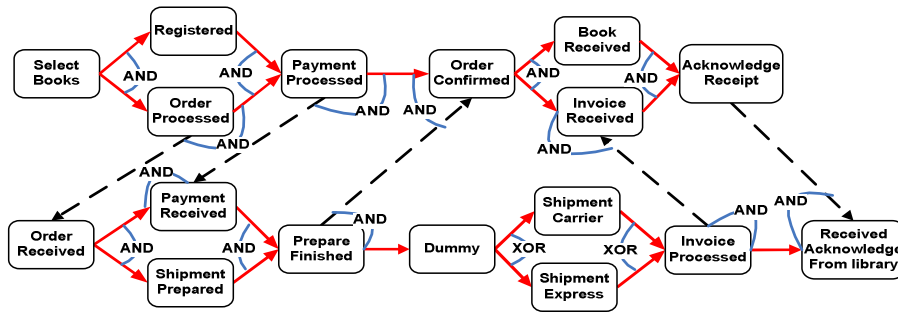 Select
Books
Registered
AND
Order
Processed
AND
AND
Payment
Processed
AND
AND
Order
Confirmed
AND
Book
Received
Invoice
Received
AND
AND
Acknowledge
Receipt
Order
Received
AND
AND
Payment
Received
Shipment
Prepared
AND
Prepare
Finished
AND
Dummy
XOR
Shipment
Carrier
Shipment
Express
XOR
Invoice
Processed
AND
AND
Received
Acknowledge
From library